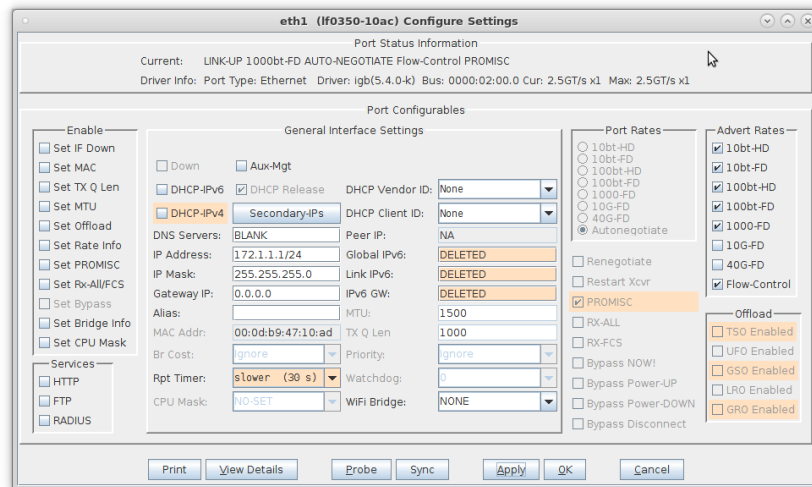 eth1 (lf0350-10ac) Configure Settings
Port Status Information
Current: LINK-UP 1000bt-FD AUTO-NEGOTIATE Flow-Control PROMISC
Driver Info: Port Type: Ethernet Driver: igb(5.4.0-k) Bus: 0000:02:00.0 Cur: 2.5GT/s x1 Max: 2.5GT/s x1
Port Configurables
Enable
Set IF Down
Set MAC
Set TX Q Len
Set MTU
Set Offload
Set Rate Info
Set PROMISC
Set Rx-All/FCS
Set Bypass
Set Bridge Info
Set CPU Mask
Services
HTTP
FTP
RADIUS
General Interface Settings
Down Aux-Mgt
DHCP-IPv6 DHCP Release DHCP Vendor ID: None
DHCP-IPv4 Secondary-IPs DHCP Client ID: None
DNS Servers: BLANK Peer IP: NA
IP Address: 172.1.1.1/24 Global IPv6: DELETED
IP Mask: 255.255.255.0 Link IPv6: DELETED
Gateway IP: 0.0.0.0 IPv6 GW: DELETED
Alias: MTU: 1500
MAC Addr: 00:0d:b9:47:10:ad TX Q Len 1000
Br Cost: Ignore Priority: Ignore
Rpt Timer: slower (30 s) Watchdog: 0
CPU Mask: NO-SET WiFi Bridge: NONE
Port Rates
10bt-HD
10bt-FD
100bt-HD
100bt-FD
1000-FD
10G-FD
40G-FD
Autonegotiate
Renegotiate
Restart Xcvr
PROMISC
RX-ALL
RX-FCS
Bypass NOW!
Bypass Power-UP
Bypass Power-DOWN
Bypass Disconnect
Advert Rates
10bt-HD
10bt-FD
100bt-HD
100bt-FD
1000-FD
10G-FD
40G-FD
Flow-Control
Offload
TSO Enabled
UFO Enabled
GSO Enabled
LRO Enabled
GRO Enabled
Print View Details Probe Sync Apply OK Cancel